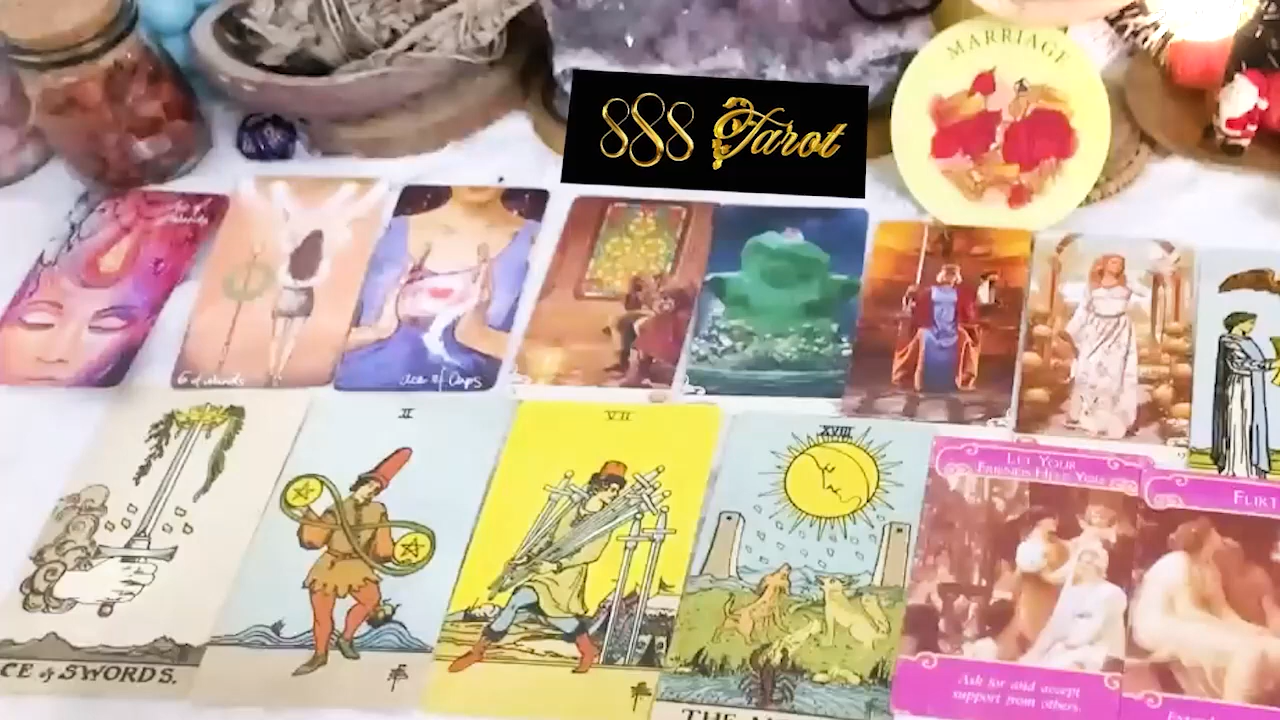 MARRIAGE
888 Tarot
6 of wands
Ace of Cups
II
VII
XVIII
LET YOUR
FRIENDS HELP YOU
FLIRT
CE of SWORDS.
Ask for and accept
support from others.